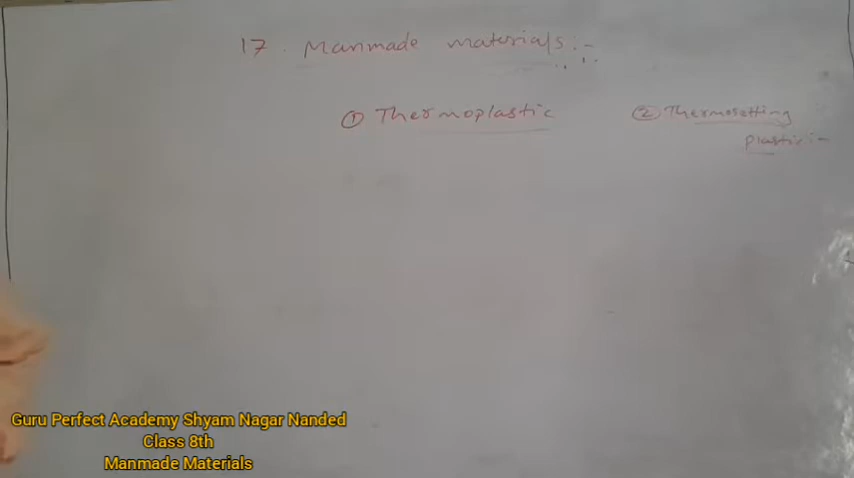 17. Manmade materials :-
① Thermoplastic
② Thermosetting
plastic :-
Guru Perfect Academy Shyam Nagar Nanded
Class 8th
Manmade Materials